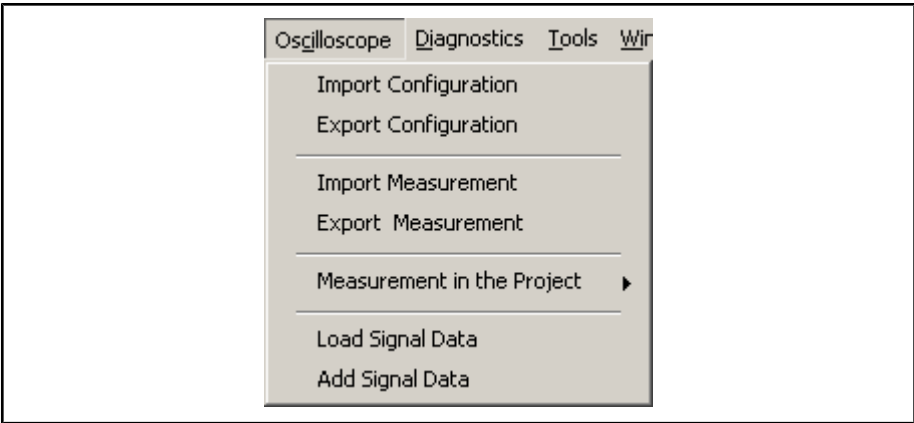 Oscilloscope Diagnostics Tools
Import Configuration
Export Configuration
Import Measurement
Export Measurement
Measurement in the Project
Load Signal Data
Add Signal Data